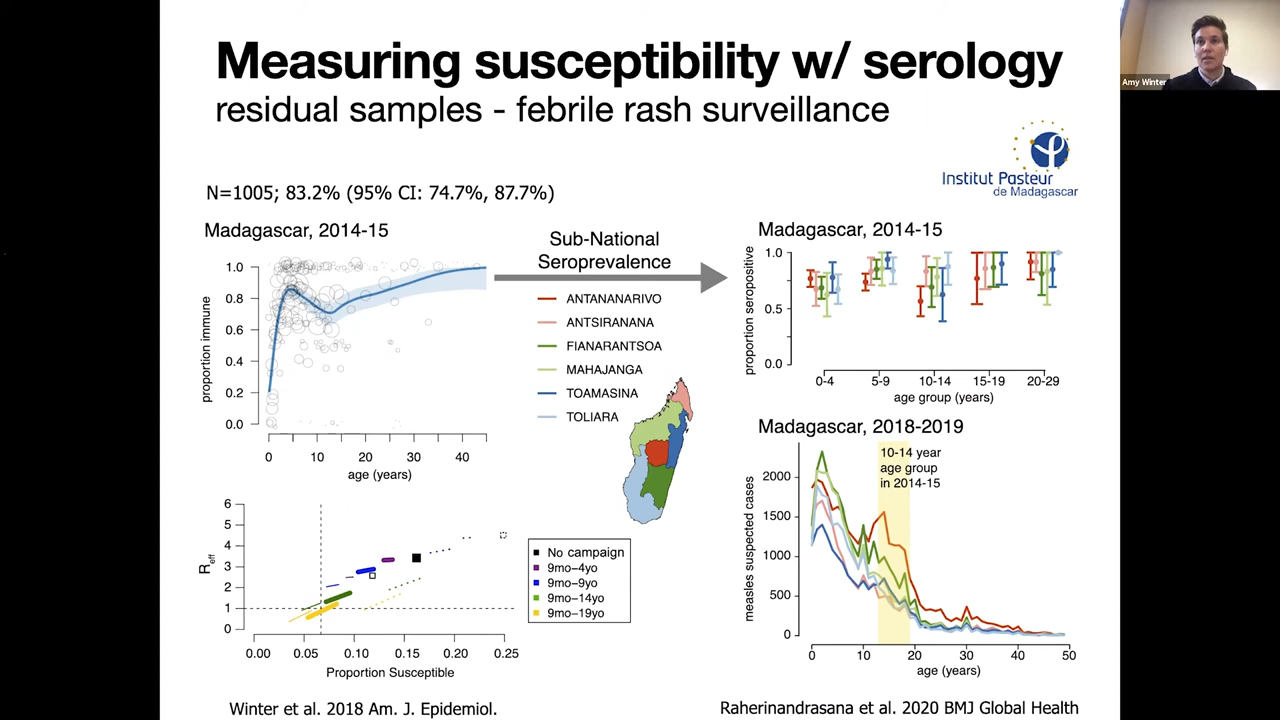 Measuring susceptibility w/ serology
residual samples - febrile rash surveillance
Amy Winter
Institut Pasteur
de Madagascar
N=1005; 83.2% (95% CI: 74.7%, 87.7%)
Madagascar, 2014-15
proportion immune
1.0
0.8
0.6
0.4
0.2
0.0
0 10 20 30 40
age (years)
Sub-National
Seroprevalence
ANTANANARIVO
ANTSIRANANA
FIANARANTSOA
MAHAJANGA
TOAMASINA
TOLIARA
Madagascar, 2014-15
proportion seropositive
1.0
0.5
0.0
0-4 5-9 10-14 15-19 20-29
age group (years)
Reff
6
5
4
3
2
1
0
0.00 0.05 0.10 0.15 0.20 0.25
Proportion Susceptible
No campaign
9mo-4yo
9mo-9yo
9mo-14yo
9mo-19yo
Madagascar, 2018-2019
10-14 year
age group
in 2014-15
measles suspected cases
2000
1500
1000
500
0
0 10 20 30 40 50
age (years)
Winter et al. 2018 Am. J. Epidemiol.
Raherinandrasana et al. 2020 BMJ Global Health